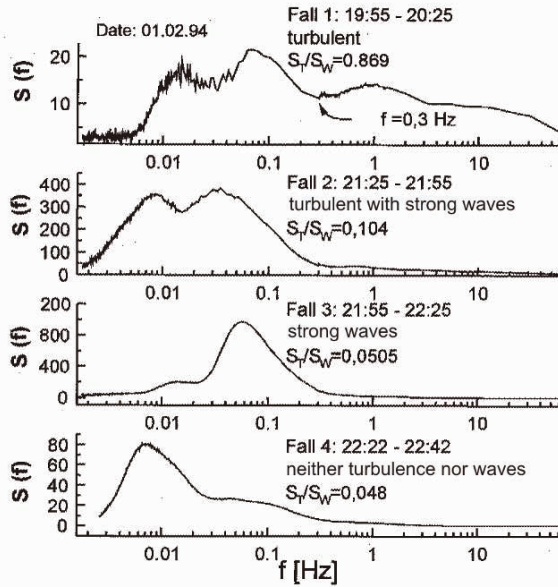 Date: 01.02.94
Fall 1: 19:55 - 20:25
turbulent
S_T/S_W=0.869
f =0,3 Hz
S (f)
20
10
0.01 0.1 1 10
Fall 2: 21:25 - 21:55
turbulent with strong waves
S_T/S_W=0,104
S (f)
400
300
200
100
0
0.01 0.1 1 10
Fall 3: 21:55 - 22:25
strong waves
S_T/S_W=0,0505
S (f)
200
800
400
0
0.01 0.1 1 10
Fall 4: 22:22 - 22:42
neither turbulence nor waves
S_T/S_W=0,048
S (f)
80
60
40
20
0
0.01 0.1 1 10
f [Hz]